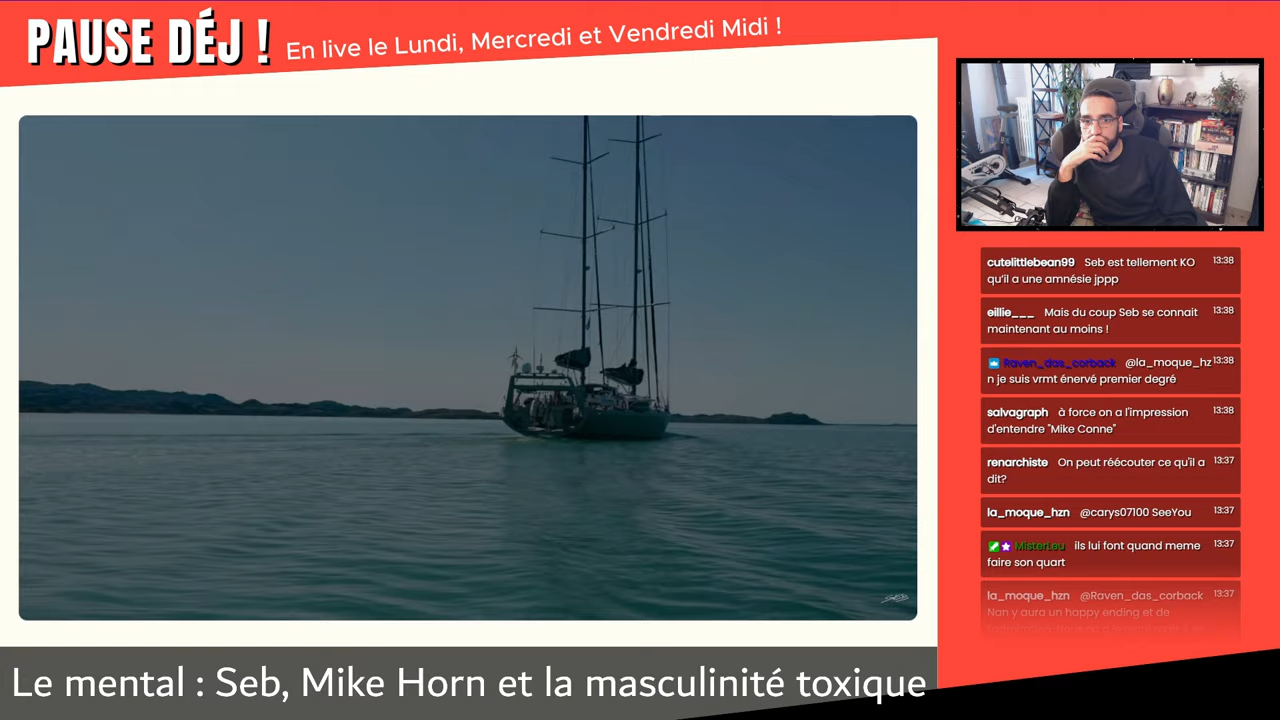 PAUSE DÉJ !
En live le Lundi, Mercredi et Vendredi Midi !
cutelittlebean99 Seb est tellement KO 13:38
qu'il a une amnésie jppp
eillie___ Mais du coup Seb se connait 13:38
maintenant au moins !
Raven_das_corback @la_moque_hz 13:38
n je suis vrmt énervé premier degré
salvagraph à force on a l'impression 13:38
d'entendre "Mike Conne"
renarchiste On peut réécouter ce qu'il a 13:37
dit?
la_moque_hzn @carys07100 SeeYou 13:37
MisterLeu ils lui font quand meme 13:37
faire son quart
la_moque_hzn @Raven_das_corback 13:37
Nan y aura un happy ending et de
Le mental : Seb, Mike Horn et la masculinité toxique